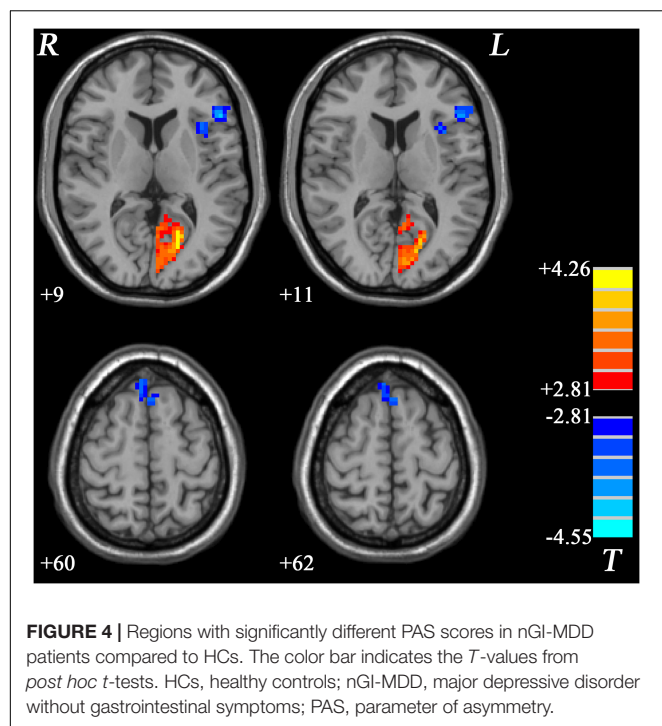 R
L
+9
+11
+4.26
+2.81
-2.81
-4.55
T
+60
+62
FIGURE 4 | Regions with significantly different PAS scores in nGI-MDD
patients compared to HCs. The color bar indicates the T-values from
post hoc t-tests. HCs, healthy controls; nGI-MDD, major depressive disorder
without gastrointestinal symptoms; PAS, parameter of asymmetry.